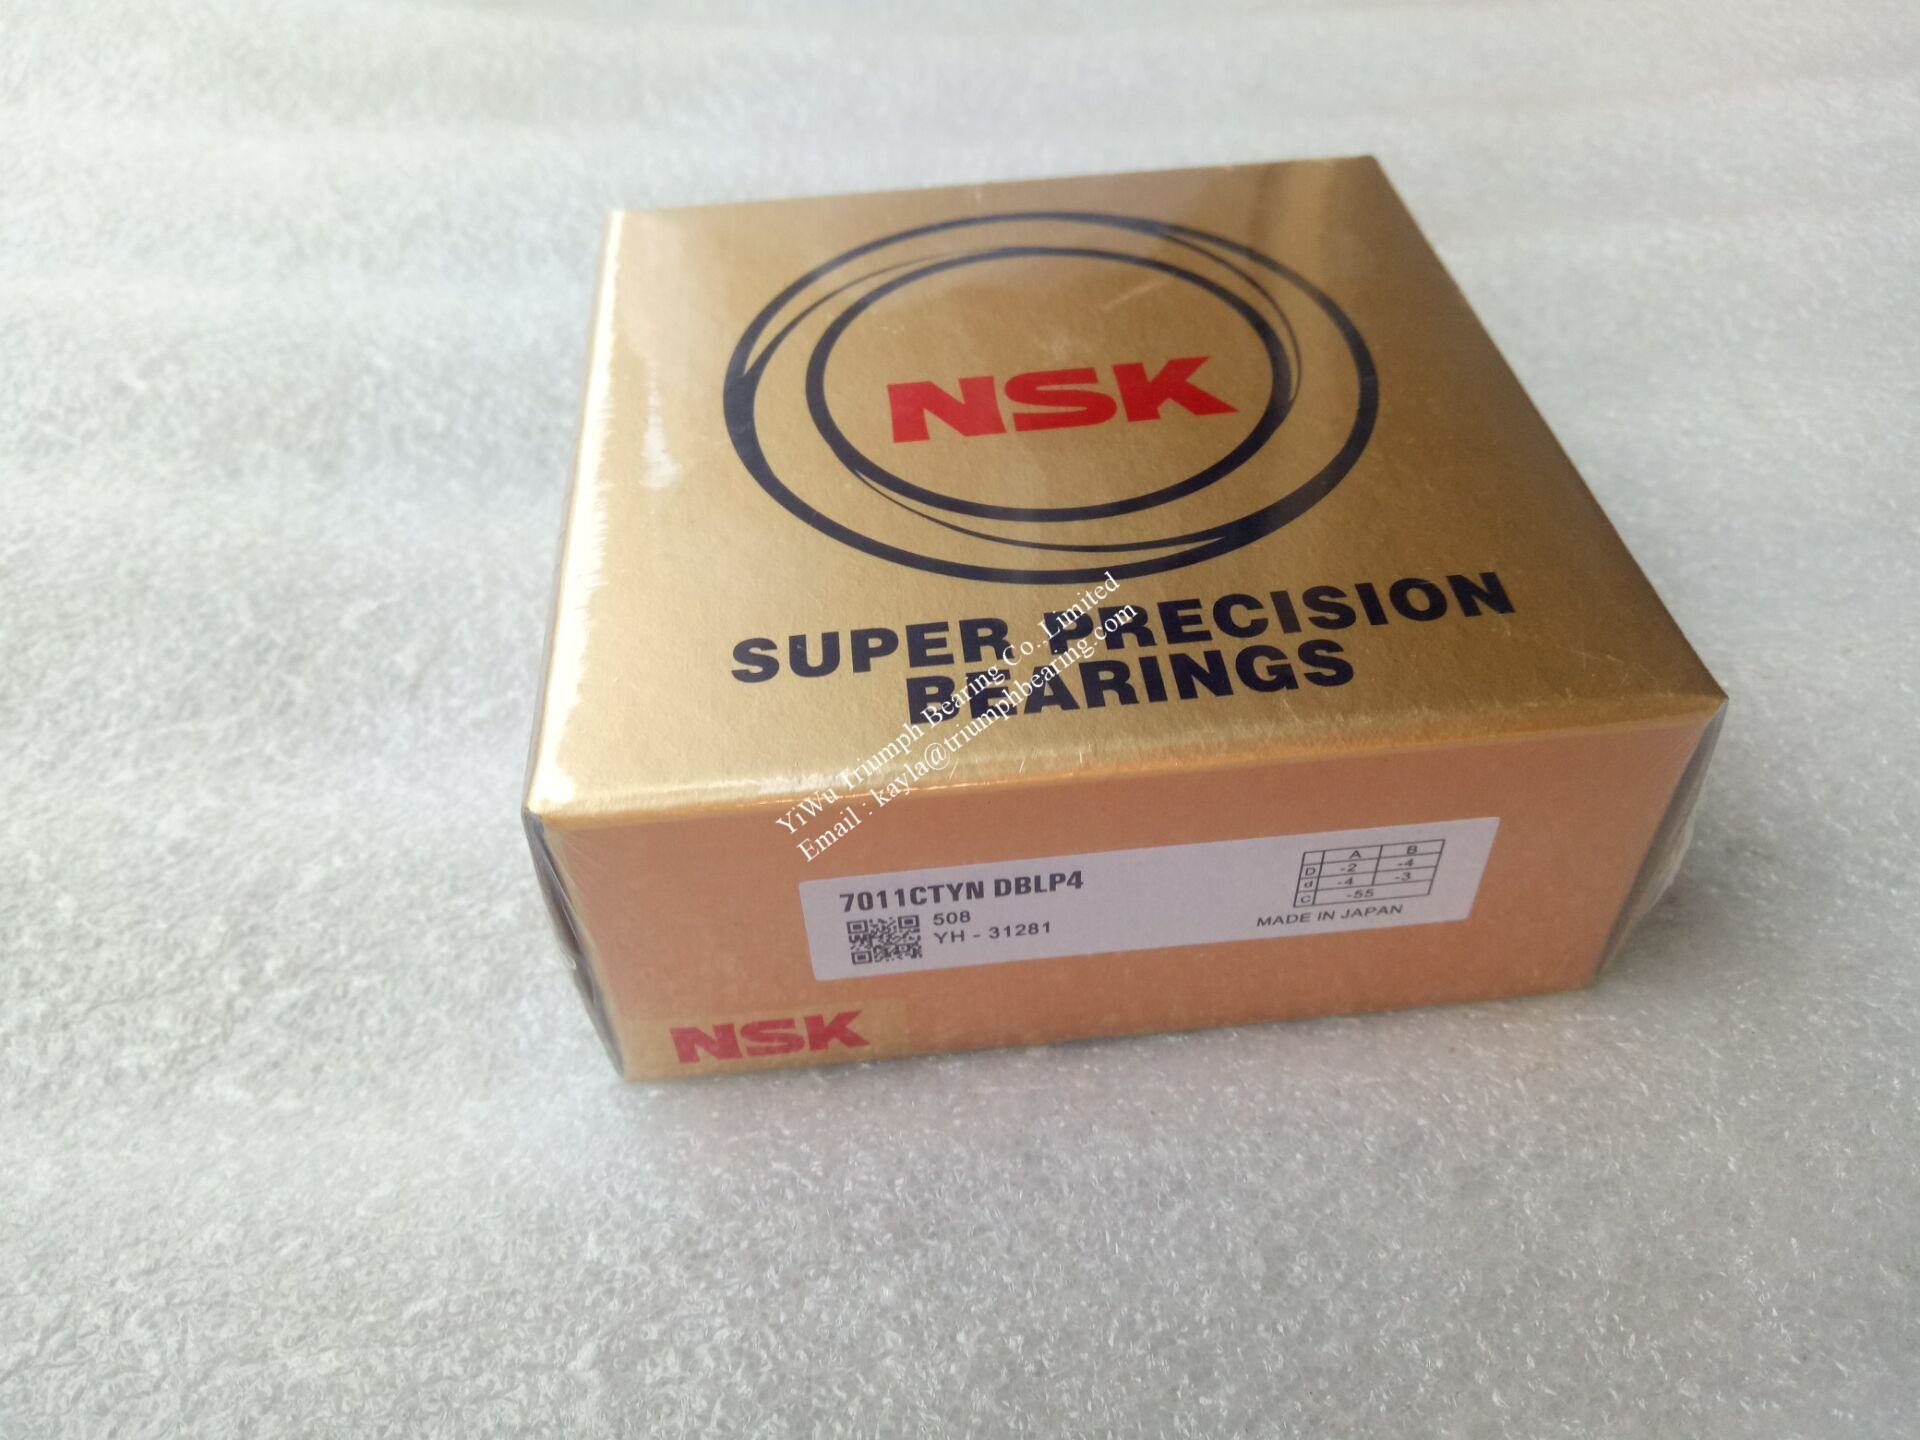 NSK
SUPER PRECISION
BEARINGS
YiWu Triumph Bearing Co.,Limited
Email : kayla@triumphbearing.com
7011CTYN DBLP4
508
YH - 31281
A B
D -2 -4
d -4 -3
c -55
MADE IN JAPAN
NSK